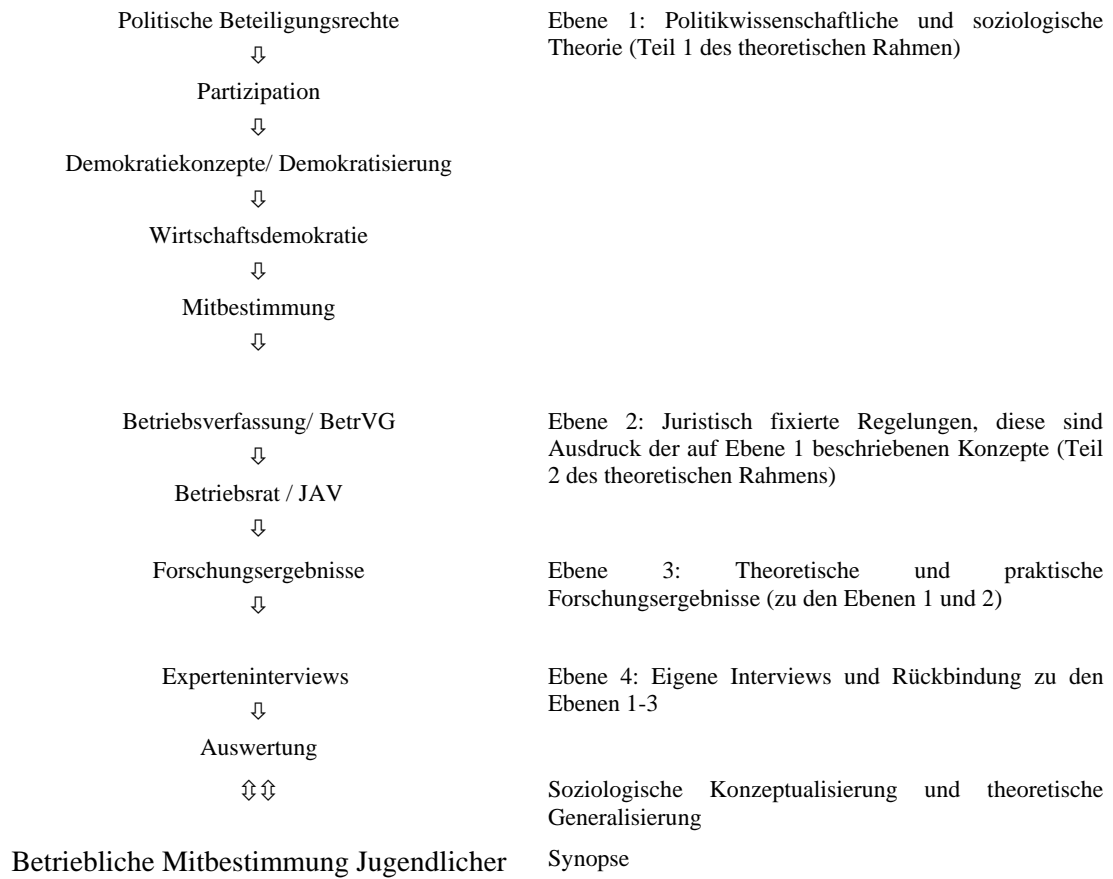 Politische Beteiligungsrechte
Ebene 1: Politikwissenschaftliche und soziologische
Theorie (Teil 1 des theoretischen Rahmen)
⇩
Partizipation
⇩
Demokratiekonzepte/ Demokratisierung
⇩
Wirtschaftsdemokratie
⇩
Mitbestimmung
⇩
Betriebsverfassung/ BetrVG
Ebene 2: Juristisch fixierte Regelungen, diese sind
Ausdruck der auf Ebene 1 beschriebenen Konzepte (Teil
2 des theoretischen Rahmens)
⇩
Betriebsrat / JAV
⇩
Forschungsergebnisse
Ebene 3: Theoretische und praktische
Forschungsergebnisse (zu den Ebenen 1 und 2)
⇩
Experteninterviews
Ebene 4: Eigene Interviews und Rückbindung zu den
Ebenen 1-3
⇩
Auswertung
⇳⇳
Soziologische Konzeptualisierung und theoretische
Generalisierung
Betriebliche Mitbestimmung Jugendlicher
Synopse